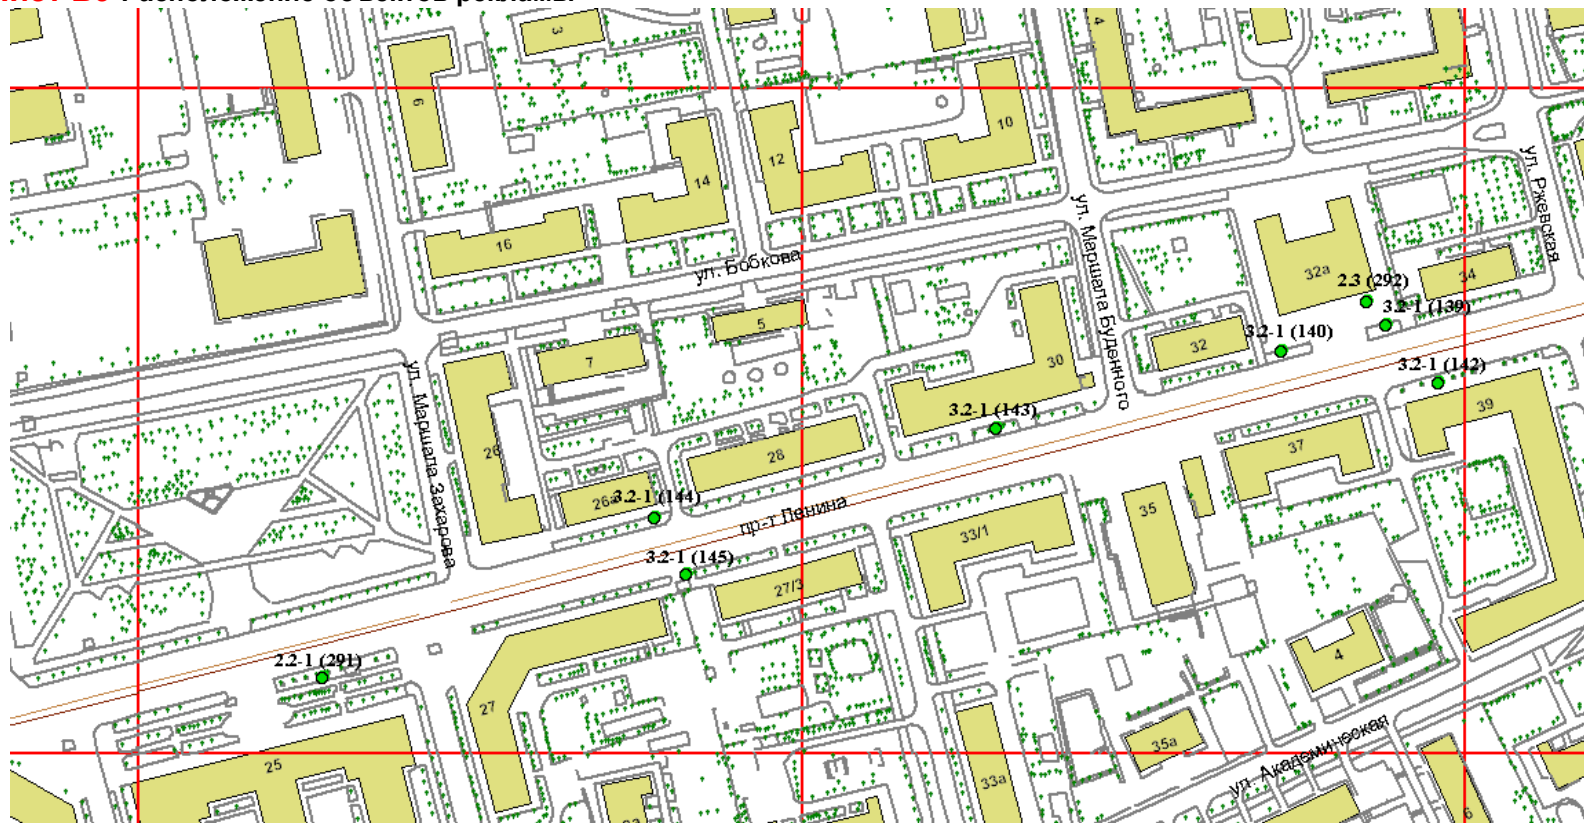 Расположение объектов рекламы
3
4
6
10
12
14
16
ул. Бобкова
ул. Маршала Буденного
ул. Ржевская
32а
34
2.3 (292)
3.2-1 (139)
3.2-1 (140)
3.2-1 (142)
5
7
30
32
ул. Маршала Захарова
26
28
3.2-1 (143)
37
39
26а
3.2-1 (144)
пр-т Ленина
35
33/1
3.2-1 (145)
27/3
2.2-1 (291)
27
4
25
33а
35а
ул. Академическая
6